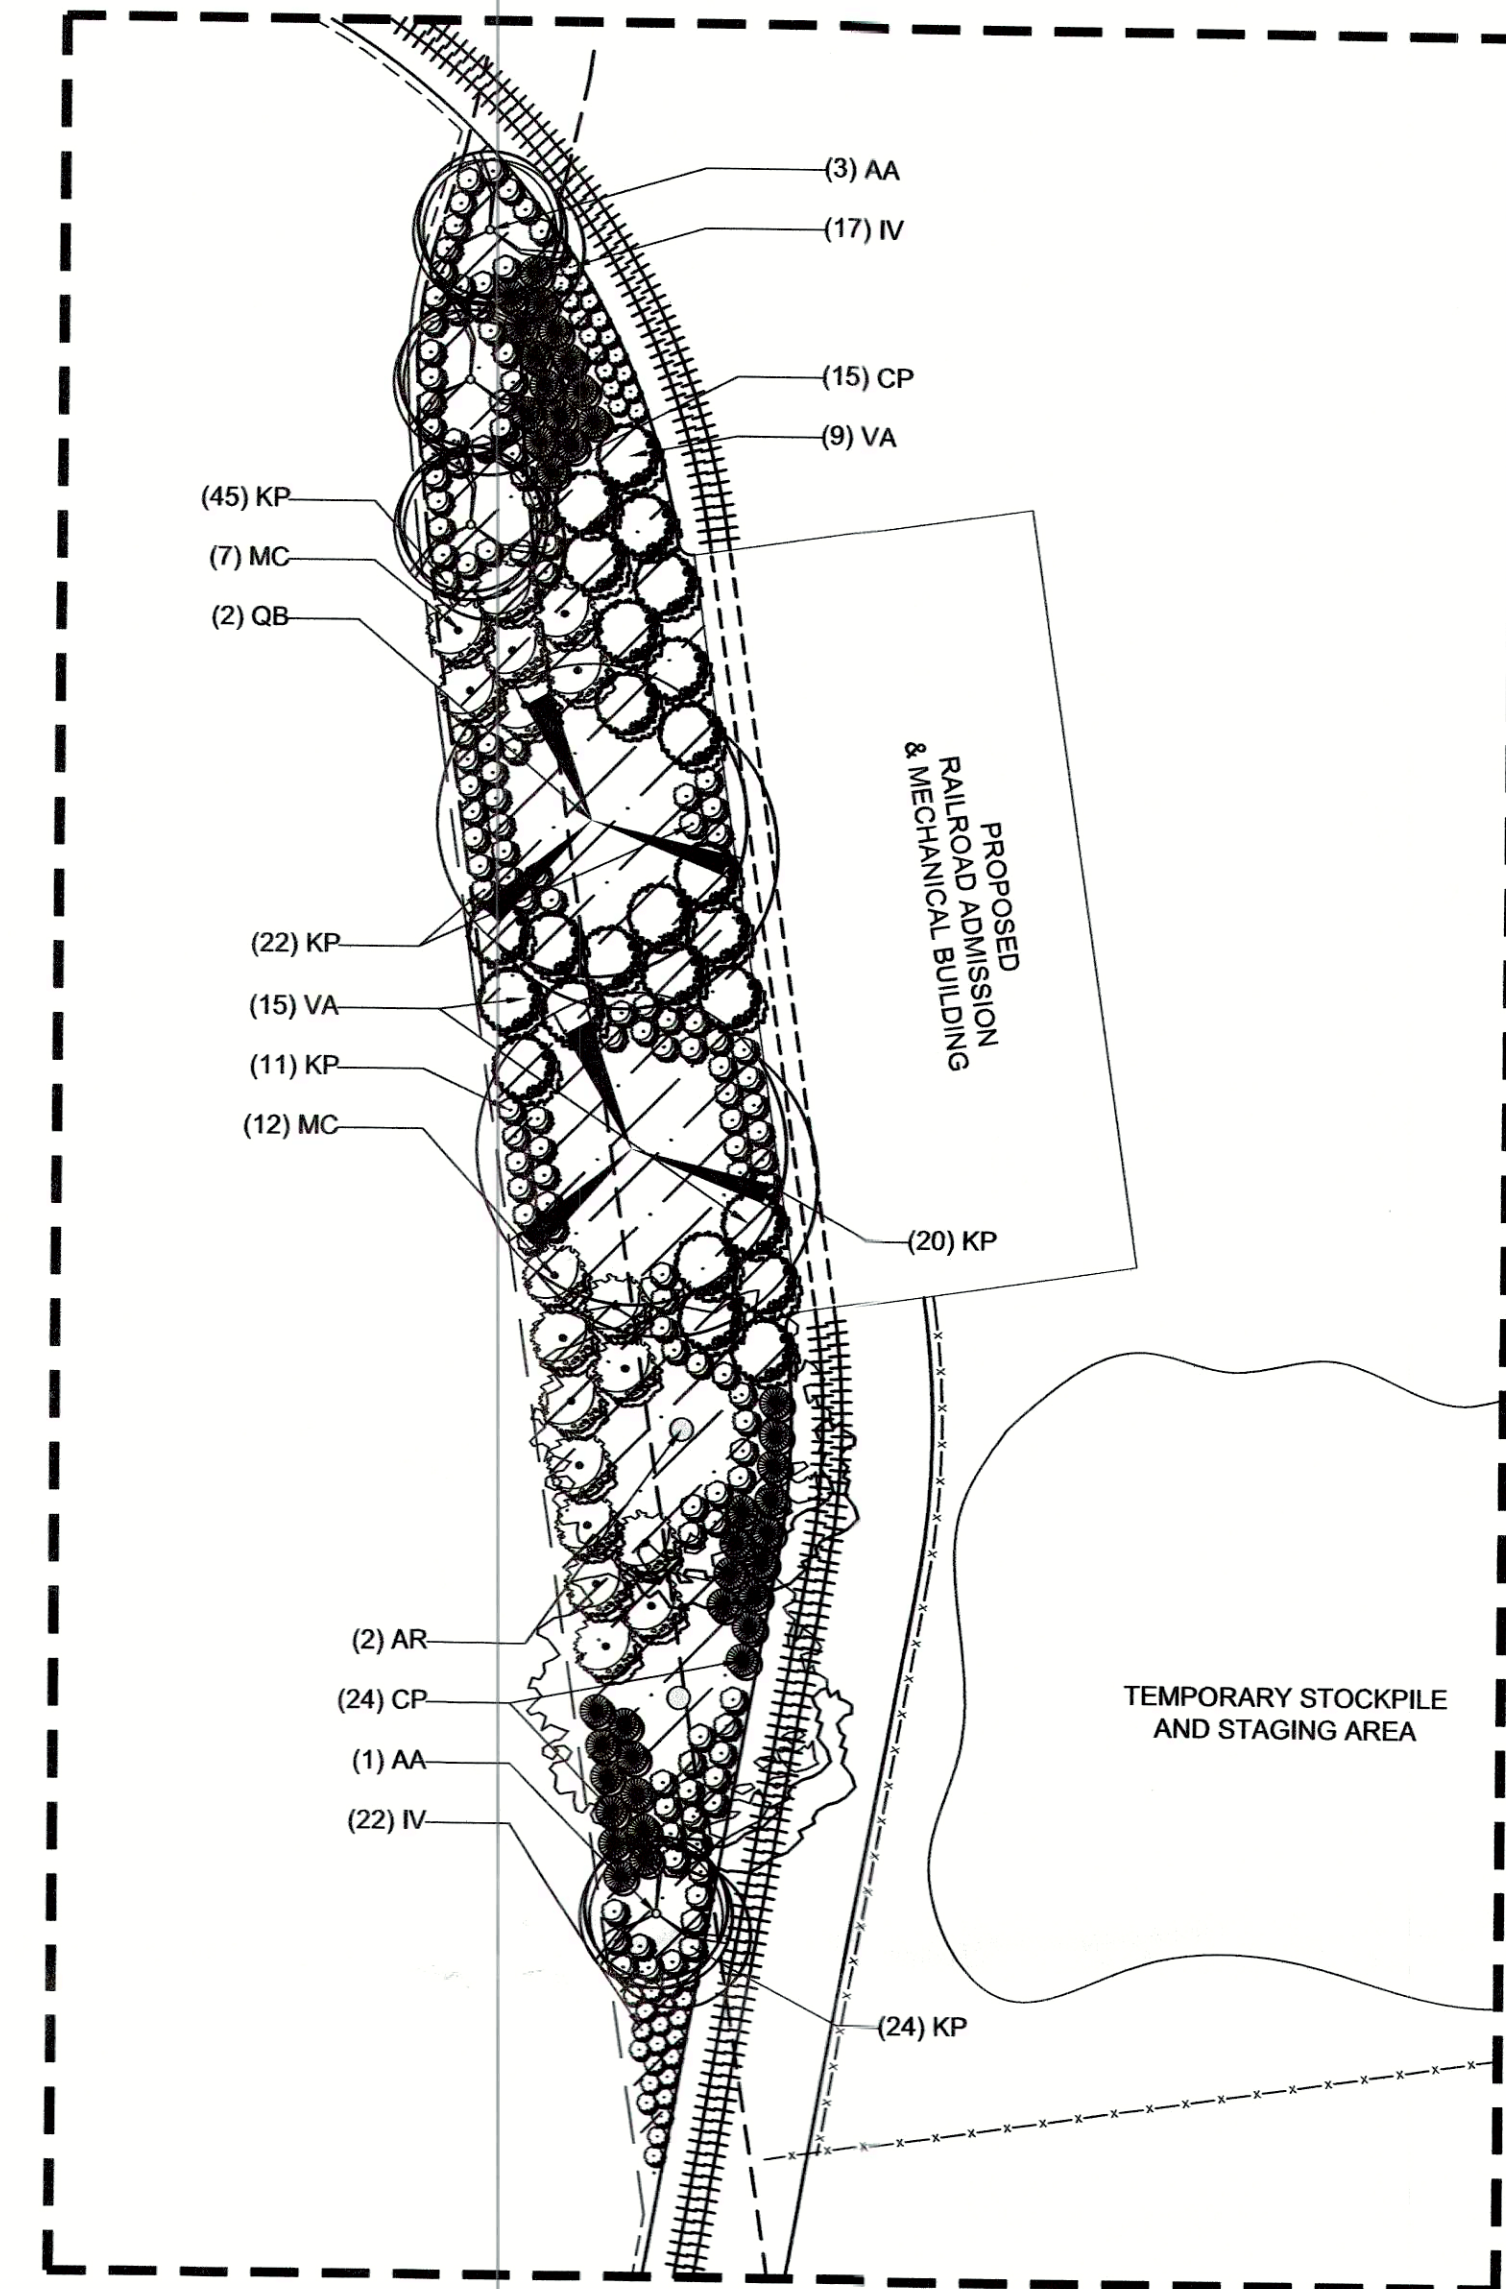 (3) AA
(17) IV
(15) CP
(9) VA
(45) KP
(7) MC
(2) QB
PROPOSED
RAILROAD ADMISSION
& MECHANICAL BUILDING
(22) KP
(15) VA
(11) KP
(12) MC
(20) KP
(2) AR
(24) CP
(1) AA
(22) IV
TEMPORARY STOCKPILE
AND STAGING AREA
(24) KP